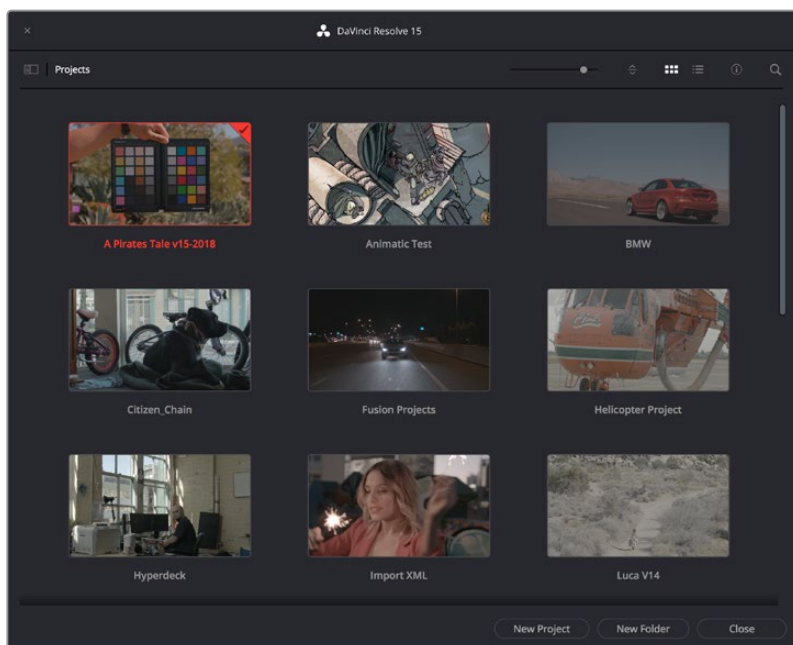 DaVinci Resolve 15
Projects
A Pirates Tale v15-2018
Animatic Test
BMW
Citizen_Chain
Fusion Projects
Helicopter Project
Hyperdeck
Import XML
Luca V14
New Project
New Folder
Close